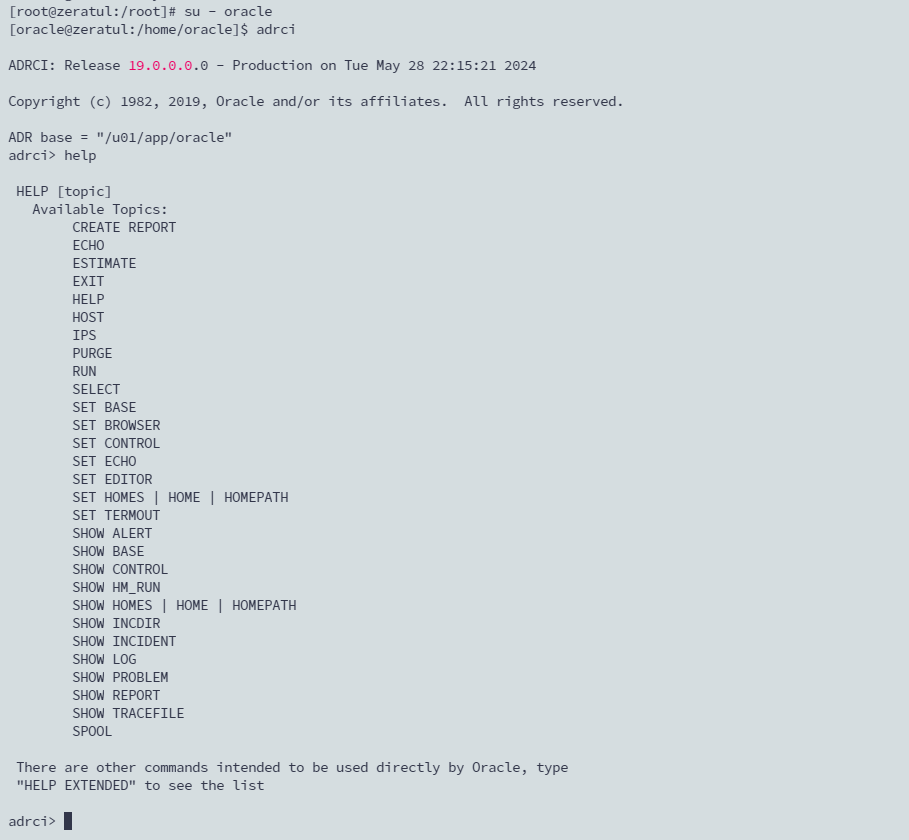 [root@zeratul:/root]# su - oracle
[oracle@zeratul:/home/oracle]$ adrci
ADRCI: Release 19.0.0.0.0 - Production on Tue May 28 22:15:21 2024
Copyright (c) 1982, 2019, Oracle and/or its affiliates.  All rights reserved.
ADR base = "/u01/app/oracle"
adrci> help
HELP [topic]
Available Topics:
CREATE REPORT
ECHO
ESTIMATE
EXIT
HELP
HOST
IPS
PURGE
RUN
SELECT
SET BASE
SET BROWSER
SET CONTROL
SET ECHO
SET EDITOR
SET HOMES | HOME | HOMEPATH
SET TERMOUT
SHOW ALERT
SHOW BASE
SHOW CONTROL
SHOW HM_RUN
SHOW HOMES | HOME | HOMEPATH
SHOW INCDIR
SHOW INCIDENT
SHOW LOG
SHOW PROBLEM
SHOW REPORT
SHOW TRACEFILE
SPOOL
There are other commands intended to be used directly by Oracle, type
"HELP EXTENDED" to see the list
adrci>